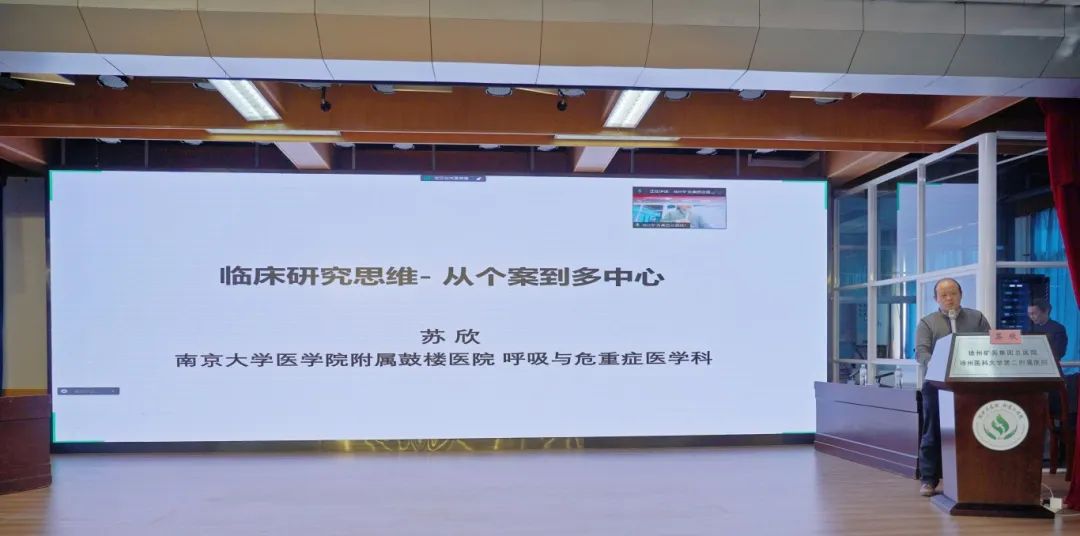 临床研究思维- 从个案到多中心
苏 欣
南京大学医学院附属鼓楼医院 呼吸与危重症医学科
苏 欣
徐州矿务集团总医院
徐州医科大学第二附属医院